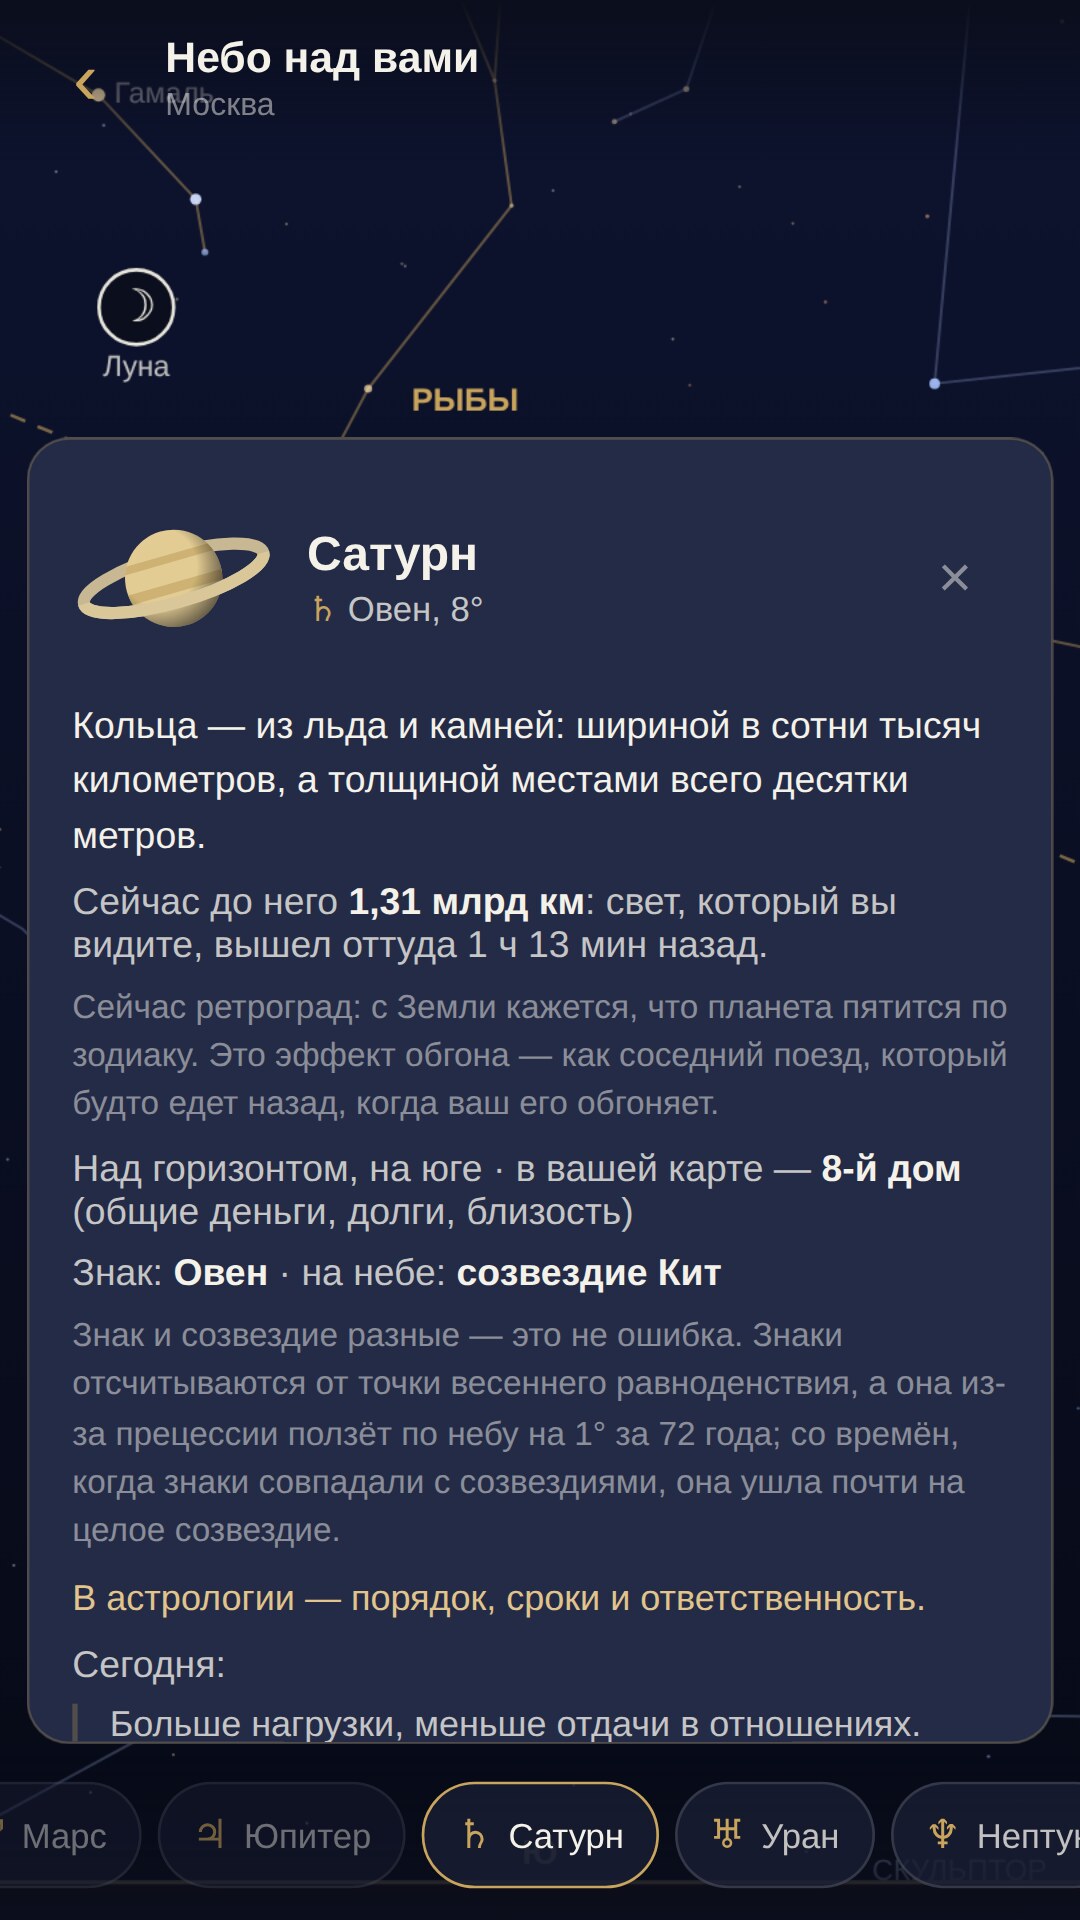 Небо над вами
Гамаль
Москва
Луна
РЫБЫ
Сатурн
♄ Овен, 8°
×
Кольца — из льда и камней: шириной в сотни тысяч
километров, а толщиной местами всего десятки
метров.
Сейчас до него 1,31 млрд км: свет, который вы
видите, вышел оттуда 1 ч 13 мин назад.
Сейчас ретроград: с Земли кажется, что планета пятится по
зодиаку. Это эффект обгона — как соседний поезд, который
будто едет назад, когда ваш его обгоняет.
Над горизонтом, на юге · в вашей карте — 8-й дом
(общие деньги, долги, близость)
Знак: Овен · на небе: созвездие Кит
Знак и созвездие разные — это не ошибка. Знаки
отсчитываются от точки весеннего равноденствия, а она из-
за прецессии ползёт по небу на 1° за 72 года; со времён,
когда знаки совпадали с созвездиями, она ушла почти на
целое созвездие.
В астрологии — порядок, сроки и ответственность.
Сегодня:
Больше нагрузки, меньше отдачи в отношениях.
Марс ♃ Юпитер ♄ Сатурн ♅ Уран ♆ Нептун
Ю
СКУЛЬПТОР